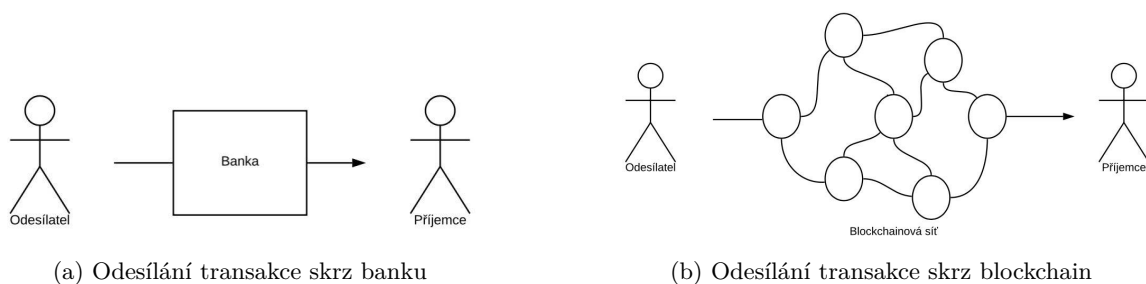 Odesílatel
Banka
Příjemce
(a) Odesílání transakce skrz banku
Odesílatel
Příjemce
Blockchainová síť
(b) Odesílání transakce skrz blockchain